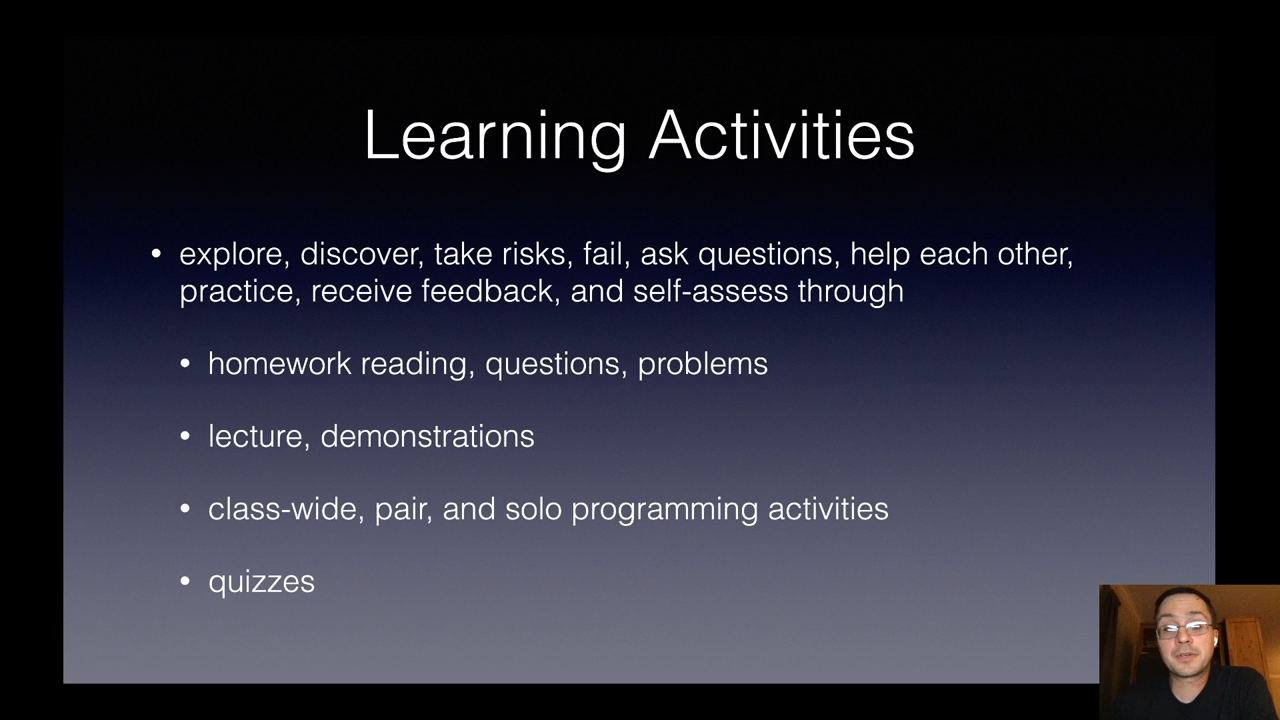 Learning Activities
• explore, discover, take risks, fail, ask questions, help each other,
practice, receive feedback, and self-assess through
• homework reading, questions, problems
• lecture, demonstrations
• class-wide, pair, and solo programming activities
• quizzes